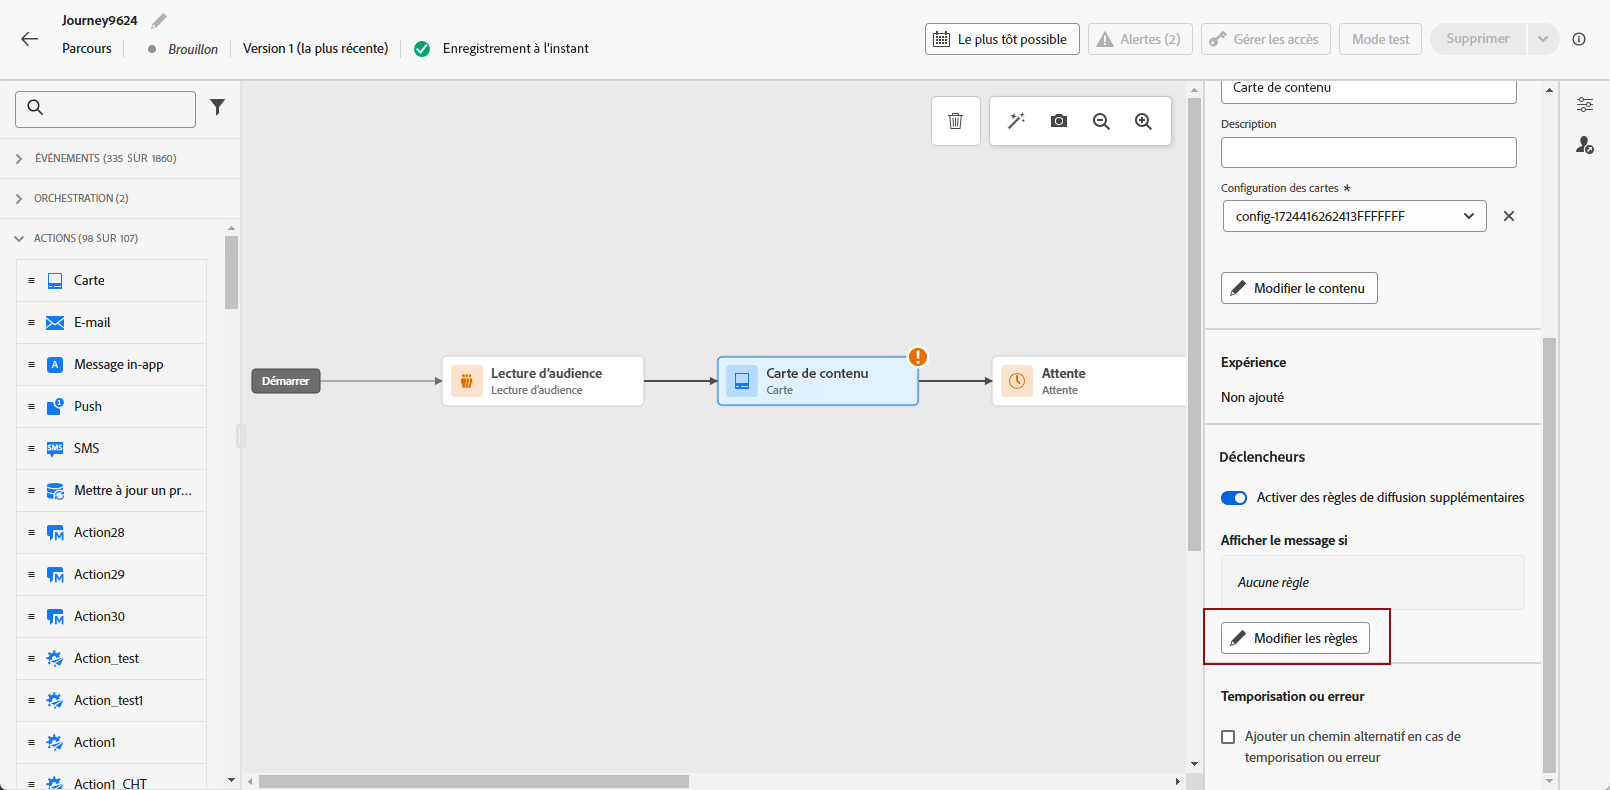 Journey9624
Parcours
Brouillon
Version 1 (la plus récente)
Enregistrement à l'instant
Le plus tôt possible
Alertes (2)
Gérer les accès
Mode test
Supprimer
ÉVÉNEMENTS (335 SUR 1860)
ORCHESTRATION (2)
ACTIONS (98 SUR 107)
Carte
E-mail
A
Message in-app
1
Push
SMS
SMS
Mettre à jour un pr...
M
Action28
M
Action29
M
Action30
Action_test
Action_test1
Action1
Action1_CHT
Démarrer
Lecture d'audience
Lecture d'audience
Carte de contenu
Carte
Attente
Attente
Carte de contenu
Description
Configuration des cartes *
config-1724416262413FFFFFFF
Modifier le contenu
Expérience
Non ajouté
Déclencheurs
Activer des règles de diffusion supplémentaires
Afficher le message si
Aucune règle
Modifier les règles
Temporisation ou erreur
Ajouter un chemin alternatif en cas de
temporisation ou erreur